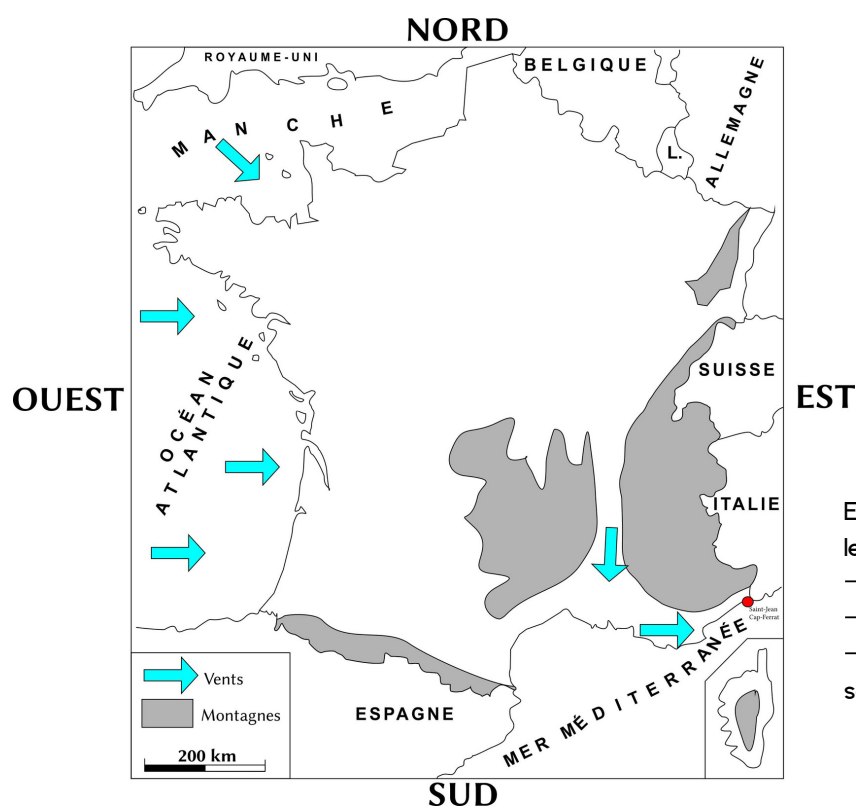 NORD
ROYAUME-UNI
BELGIQUE
ALLEMAGNE
MANCHE
L.
OCÉAN
ATLANTIQUE
SUISSE
OUEST
EST
ITALIE
Saint-Jean
Cap-Ferrat
MER MÉDITERRANÉE
Vents
Montagnes
200 km
ESPAGNE
SUD